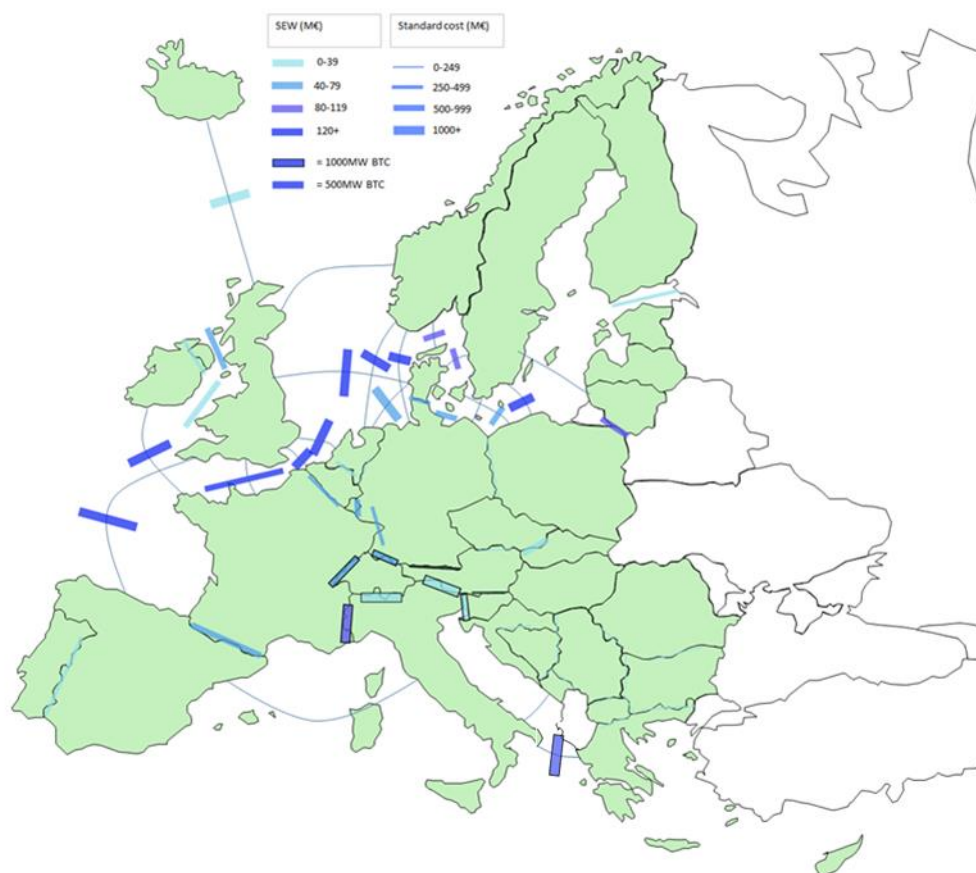 SEW (M€)
Standard cost (M€)
0-39
0-249
40-79
250-499
80-119
500-999
120+
1000+
= 1000MW BTC
= 500MW BTC